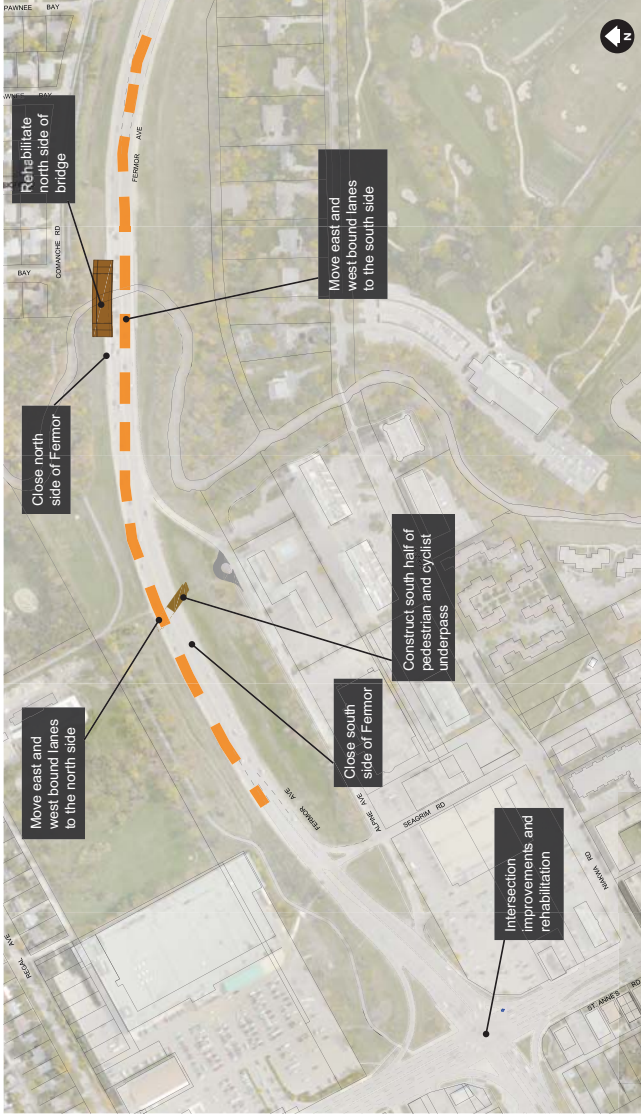 REGAL AVE
Move east and
west bound lanes
to the north side
Close north
side of Fermor
Rehabilitate
north side of
bridge
PAWNEE BAY
BAY
COMANCHE RD
FERMOR AVE
FERMOR AVE
Close south
side of Fermor
Construct south half of
pedestrian and cyclist
underpass
Move east and
west bound lanes
to the south side
ALPINE AVE
SEAGRIM RD
Intersection
improvements and
rehabilitation
NIAKWA RD
ST. ANNE'S RD
N